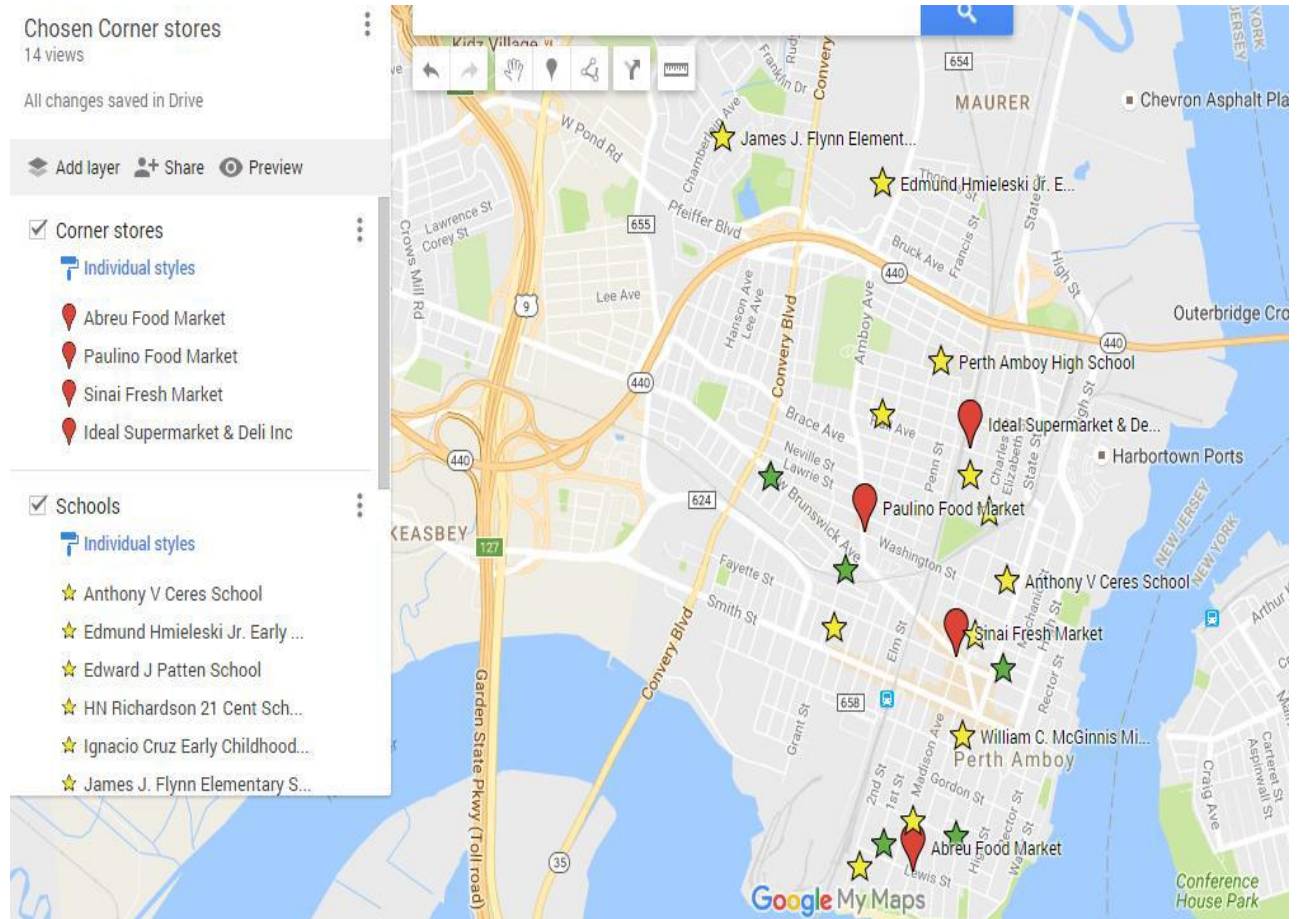 Chosen Corner stores
14 views
All changes saved in Drive
Add layer Share Preview
Corner stores
Individual styles
Abreu Food Market
Paulino Food Market
Sinai Fresh Market
Ideal Supermarket & Deli Inc
Schools
Individual styles
Anthony V Ceres School
Edmund Hmieleski Jr. Early ...
Edward J Patten School
HN Richardson 21 Cent Sch...
Ignacio Cruz Early Childhood...
James J. Flynn Elementary S...
Kidz Village
Franklin Dr
Convery
654
JERSEY
YORK
MAURER
Chevron Asphalt Pla
W Pond Rd
Chamberlain Ave
James J. Flynn Element...
Edmund Hmieleski Jr. E...
Lawrence St
Corey St
Crows Mill Rd
655
Pfeiffer Blvd
Bruck Ave
Francis St
State
High St
440
Lee Ave
9
Hanson Ave
Lee Ave
Convery Blvd
Amboy Ave
Outerbridge Cro
440
Perth Amboy High School
440
Brace Ave
Ideal Supermarket & De...
Neville St
Lawrie St
Penn St
Charles
Elizabeth
State St
High St
Harbortown Ports
440
624
Paulino Food Market
KEASBEY
127
Brunswick Ave
Washington St
NEW JERSEY
NEW YORK
Fayette St
Smith St
Anthony V Ceres School
Arthur
Convery Blvd
Elm St
Sinai Fresh Market
Mechanic
High St
Rector St
Garden State Pkwy (Toll road)
658
Grant St
William C. McGinnis Mi...
Perth Amboy
Madison Ave
2nd St
1st St
Gordon St
Carteret St
Aspinwall St
Craig Ave
Abreu Food Market
Lewis St
35
Google My Maps
Conference
House Park